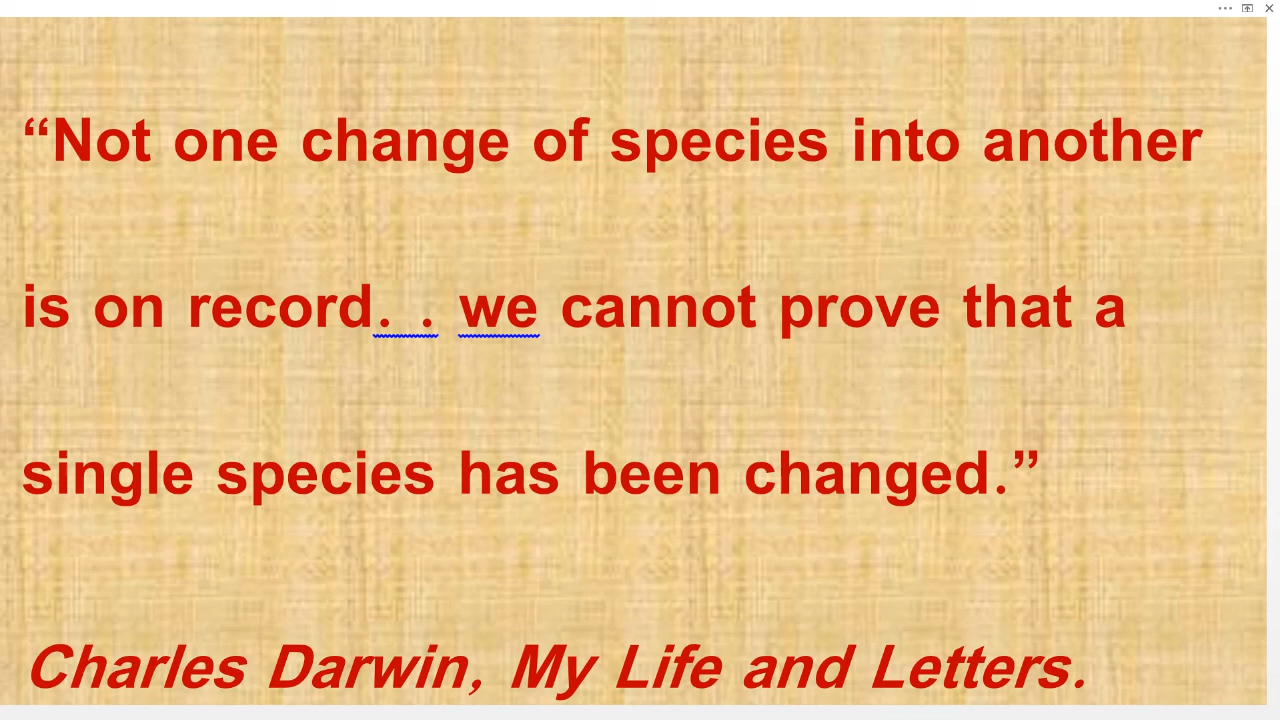 “Not one change of species into another
is on record. . we cannot prove that a
single species has been changed.”
Charles Darwin, My Life and Letters.